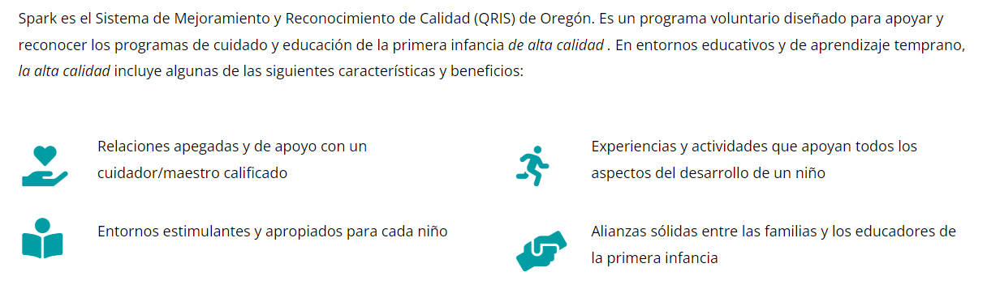 Spark es el Sistema de Mejoramiento y Reconocimiento de Calidad (QRIS) de Oregón. Es un programa voluntario diseñado para apoyar y
reconocer los programas de cuidado y educación de la primera infancia de alta calidad . En entornos educativos y de aprendizaje temprano,
la alta calidad incluye algunas de las siguientes características y beneficios:
Relaciones apegadas y de apoyo con un
cuidador/maestro calificado
Experiencias y actividades que apoyan todos los
aspectos del desarrollo de un niño
Entornos estimulantes y apropiados para cada niño
Alianzas sólidas entre las familias y los educadores de
la primera infancia